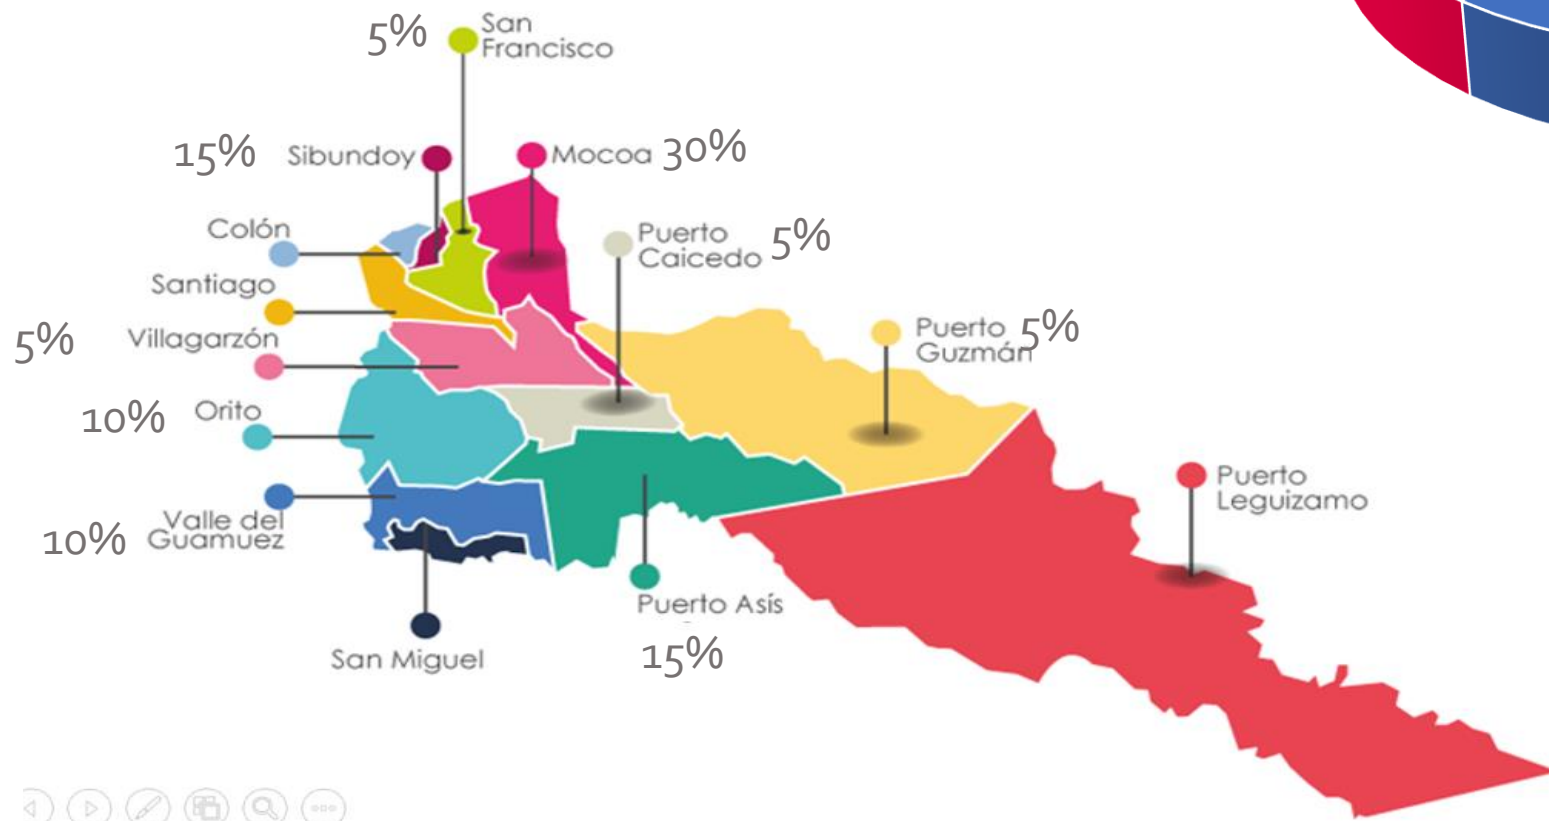 5%
San
Francisco
15%
Sibundoy
Mocoa 30%
Colón
Puerto
Caicedo 5%
Santiago
5%
Villagarzón
Puerto 5%
Guzmán
10%
Orito
Puerto
Leguizamo
10%
Valle del
Guamuez
Puerto Asís
15%
San Miguel